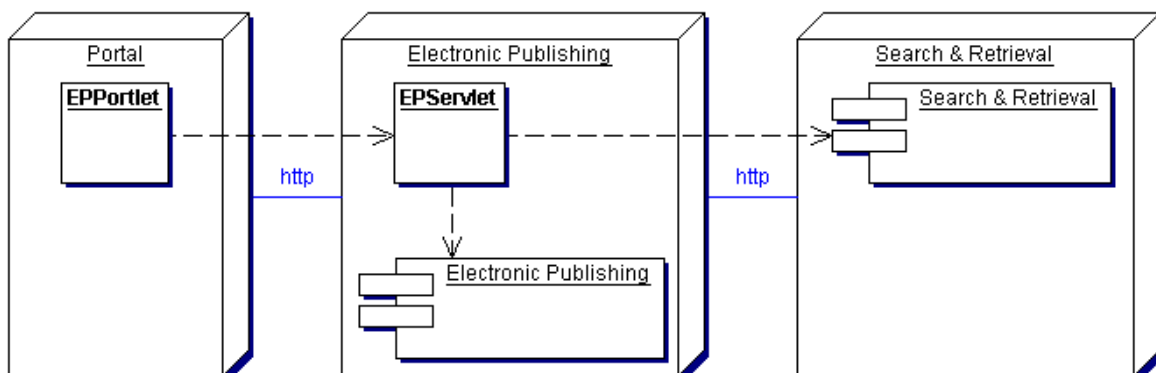 Portal
Electronic Publishing
Search & Retrieval
EPPortlet
EPServlet
Search & Retrieval
http
http
Electronic Publishing